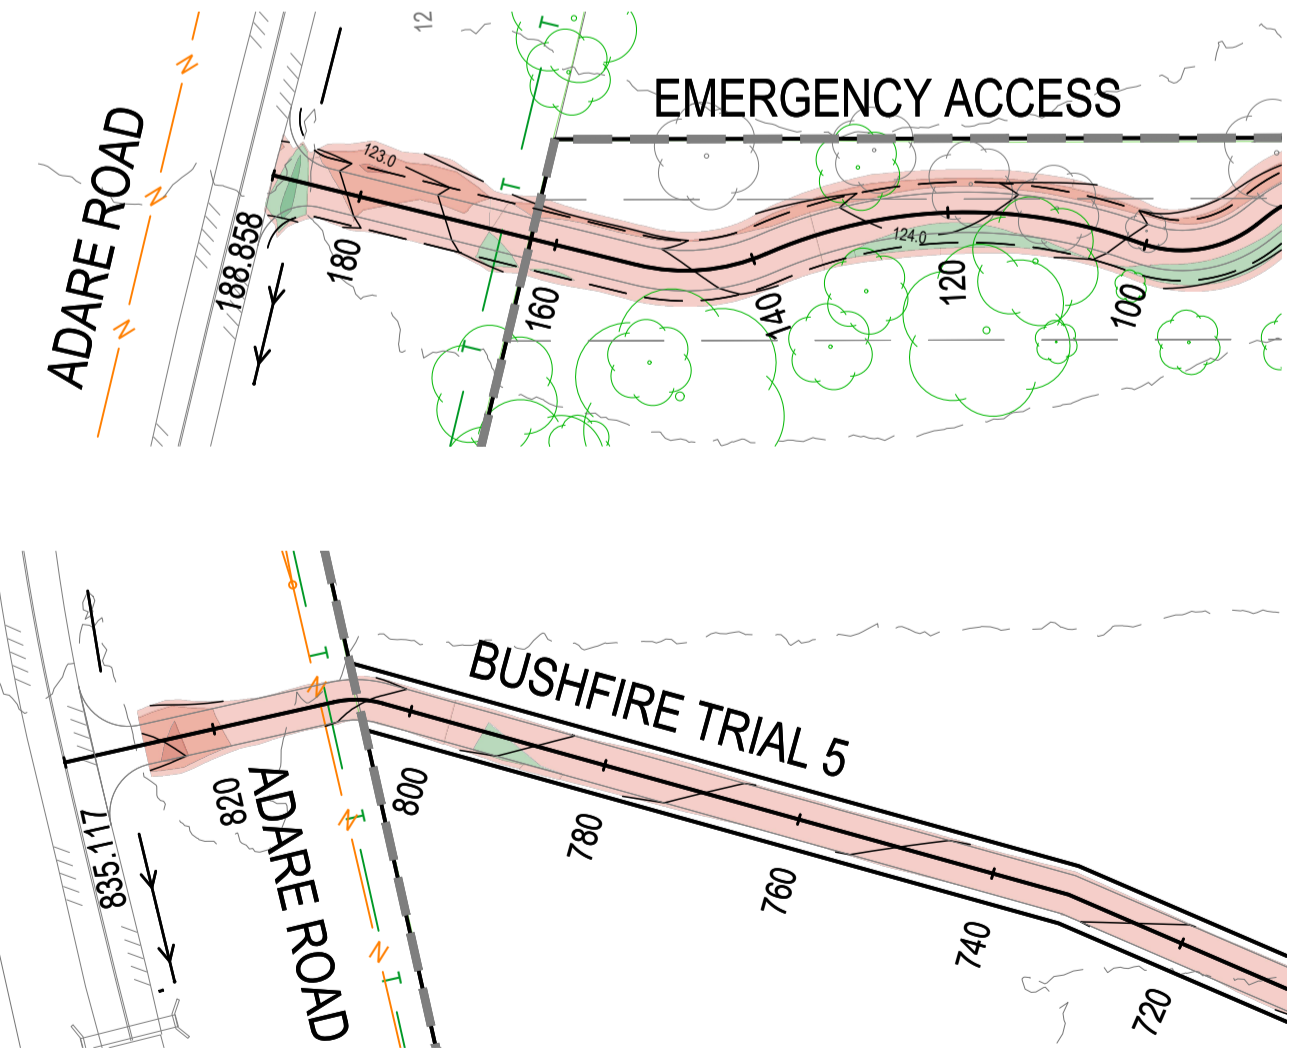 12
T
N
EMERGENCY ACCESS
ADARE ROAD
123.0
N
T
188.858
180
124.0
160
140
120
100
N
T
BUSHFIRE TRIAL 5
T
N
835.117
820
ADARE ROAD
800
780
760
740
720
T
N
N
T